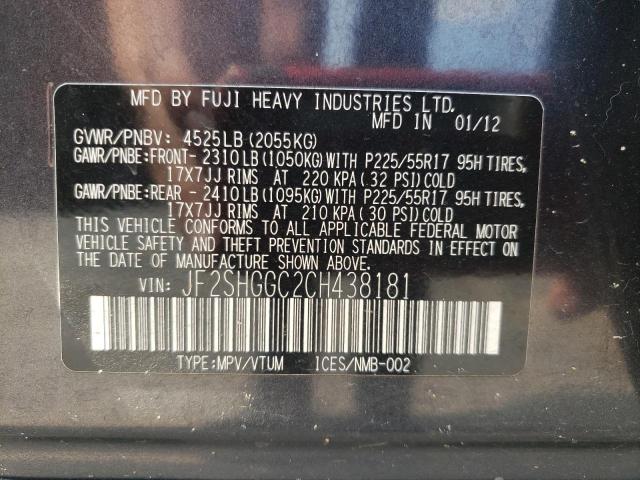 MFD BY FUJI HEAVY INDUSTRIES LTD.
MFD IN 01/12
GVWR/PNBV: 4525LB (2055KG)
GAWR/PNBE:FRONT- 2310LB (1050KG) WITH P225/55R17 95H TIRES,
17X7JJ RIMS AT 220 KPA (32 PSI) COLD
GAWR/PNBE:REAR - 2410LB (1095KG) WITH P225/55R17 95H TIRES,
17X7JJ RIMS AT 210 KPA (30 PSI) COLD
THIS VEHICLE CONFORMS TO ALL APPLICABLE FEDERAL MOTOR
VEHICLE SAFETY AND THEFT PREVENTION STANDARDS IN EFFECT ON
THE DATE OF MANUFACTURE SHOWN ABOVE.
VIN: JF2SHGGC2CH438181
TYPE:MPV/VTUM ICES/NMB-002